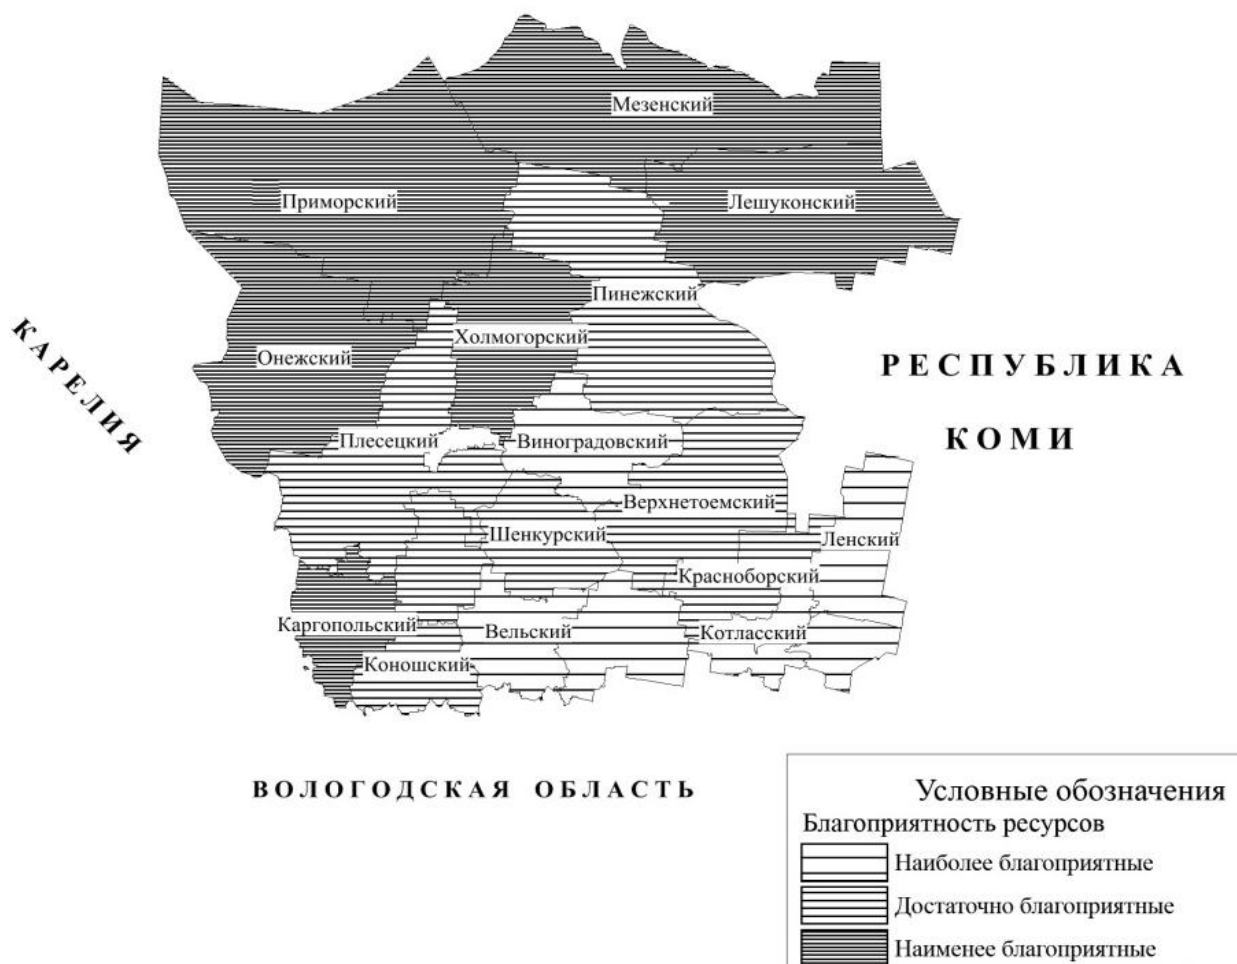 Мезенский
Приморский
Лешуконский
Пинежский
Холмогорский
Онежский
КАРЕЛИЯ
РЕСПУБЛИКА
КОМИ
Плесецкий
Виноградовский
Верхнетоемский
Шенкурский
Ленский
Красноборский
Каргопольский
Вельский
Котласский
Коношский
ВОЛОГОДСКАЯ ОБЛАСТЬ
Условные обозначения
Благоприятность ресурсов
Наиболее благоприятные
Достаточно благоприятные
Наименее благоприятные